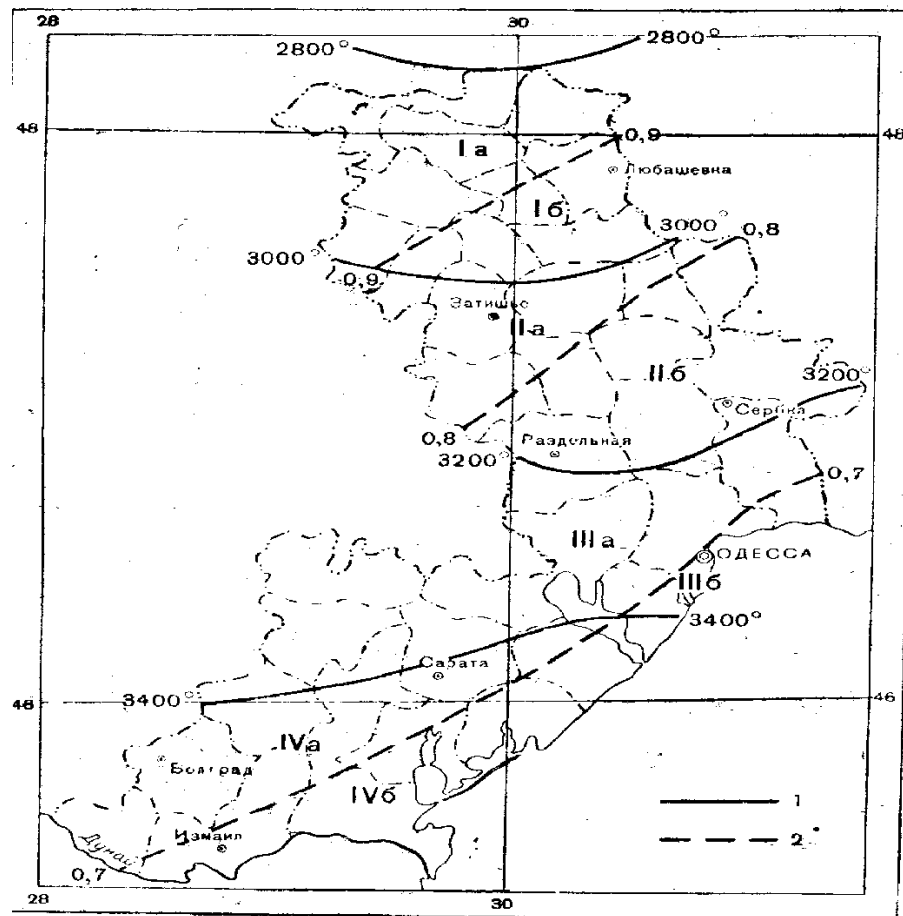 28
30
2800°
2800°
48
48
0,9
Iа
Любашевка
Iб
3000°
0,8
3000°
0,9
Затишье
IIа
IIб
3200°
Сербка
0,8
Раздельная
3200°
0,7
IIIа
ОДЕССА
IIIб
3400°
Сарата
3400°
48
46
IVа
Болград
IVб
1
2
Измаил
Дунай
0,7
28
30